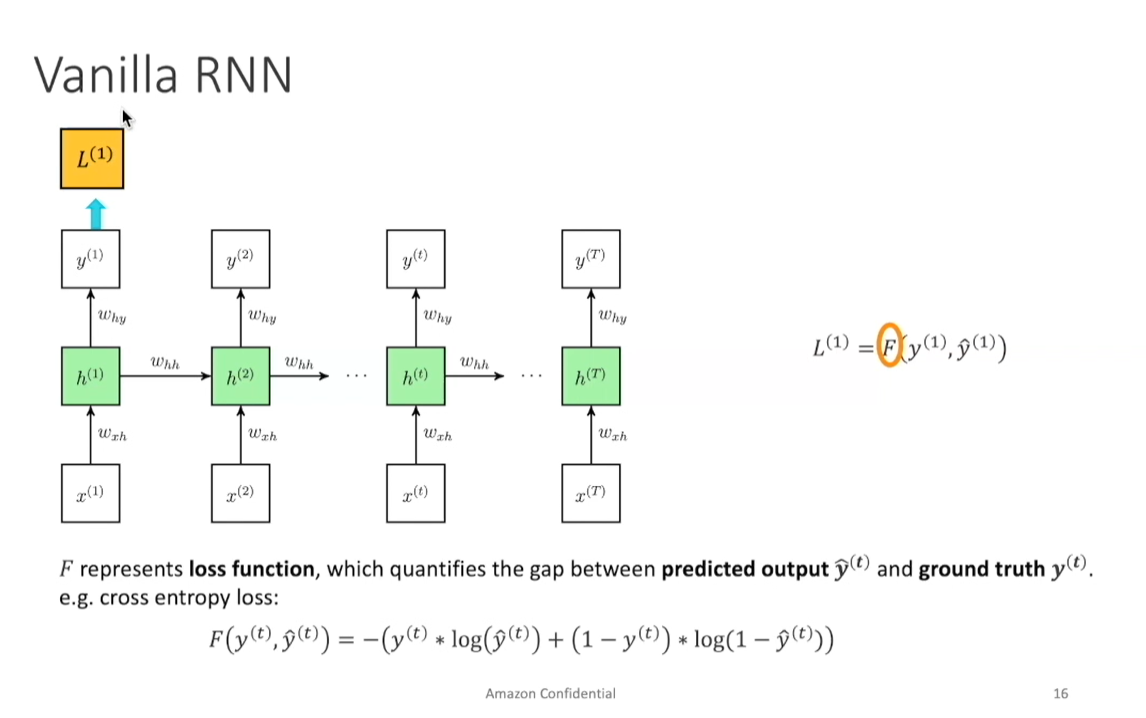 Vanilla RNN
L⁽¹⁾
y⁽¹⁾ y⁽²⁾ y⁽ᵗ⁾ y⁽ᵀ⁾
w_hy w_hy w_hy w_hy
L⁽¹⁾ = F(y⁽¹⁾, ŷ⁽¹⁾)
h⁽¹⁾ w_hh h⁽²⁾ w_hh ... h⁽ᵗ⁾ w_hh ... h⁽ᵀ⁾
w_xh w_xh w_xh w_xh
x⁽¹⁾ x⁽²⁾ x⁽ᵗ⁾ x⁽ᵀ⁾
F represents loss function, which quantifies the gap between predicted output ŷ⁽ᵗ⁾ and ground truth y⁽ᵗ⁾.
e.g. cross entropy loss:
F(y⁽ᵗ⁾, ŷ⁽ᵗ⁾) = −(y⁽ᵗ⁾ ∗ log(ŷ⁽ᵗ⁾) + (1 − y⁽ᵗ⁾) ∗ log(1 − ŷ⁽ᵗ⁾))
Amazon Confidential
16